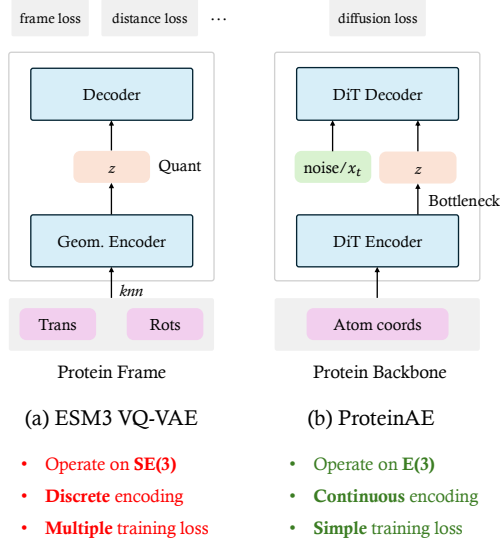 frame loss
distance loss
...
Decoder
z
Quant
Geom. Encoder
knn
Trans
Rots
Protein Frame
(a) ESM3 VQ-VAE
• Operate on SE(3)
• Discrete encoding
• Multiple training loss
diffusion loss
DiT Decoder
noise/x_t
z
Bottleneck
DiT Encoder
Atom coords
Protein Backbone
(b) ProteinAE
• Operate on E(3)
• Continuous encoding
• Simple training loss